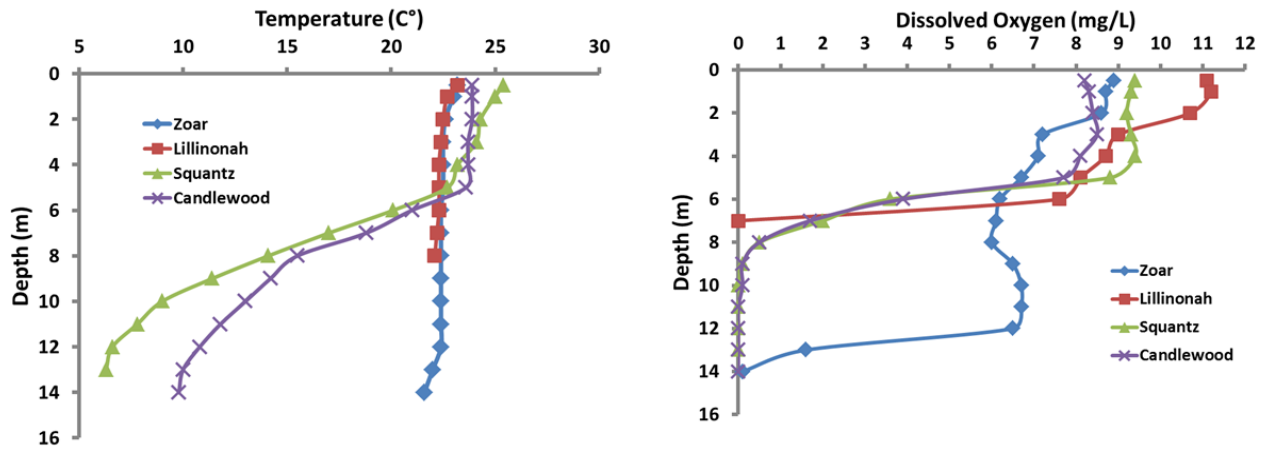 Temperature (C°)
5 10 15 20 25 30
0
2
4
6
8
10
12
14
16
Depth (m)
Zoar
Lillinonah
Squantz
Candlewood
Dissolved Oxygen (mg/L)
0 1 2 3 4 5 6 7 8 9 10 11 12
0
2
4
6
8
10
12
14
16
Depth (m)
Zoar
Lillinonah
Squantz
Candlewood